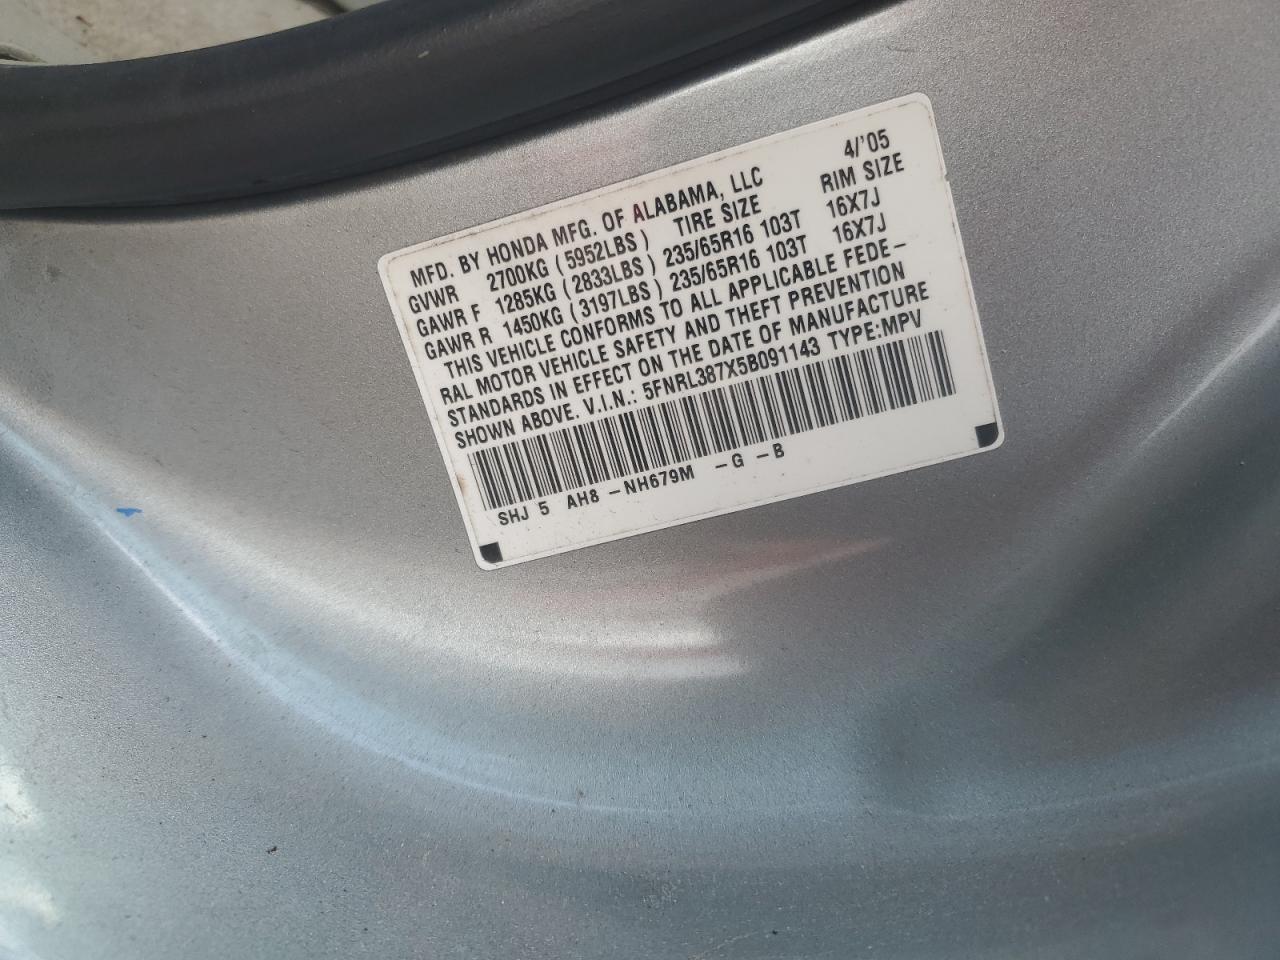 4/'05
MFD. BY HONDA MFG. OF ALABAMA, LLC
GVWR 2700KG (5952LBS) TIRE SIZE RIM SIZE
GAWR F 1285KG (2833LBS) 235/65R16 103T 16X7J
GAWR R 1450KG (3197LBS) 235/65R16 103T 16X7J
THIS VEHICLE CONFORMS TO ALL APPLICABLE FEDE-
RAL MOTOR VEHICLE SAFETY AND THEFT PREVENTION
STANDARDS IN EFFECT ON THE DATE OF MANUFACTURE
SHOWN ABOVE. V.I.N.: 5FNRL387X5B091143 TYPE:MPV
SHJ 5 AH8 -NH679M -G -B